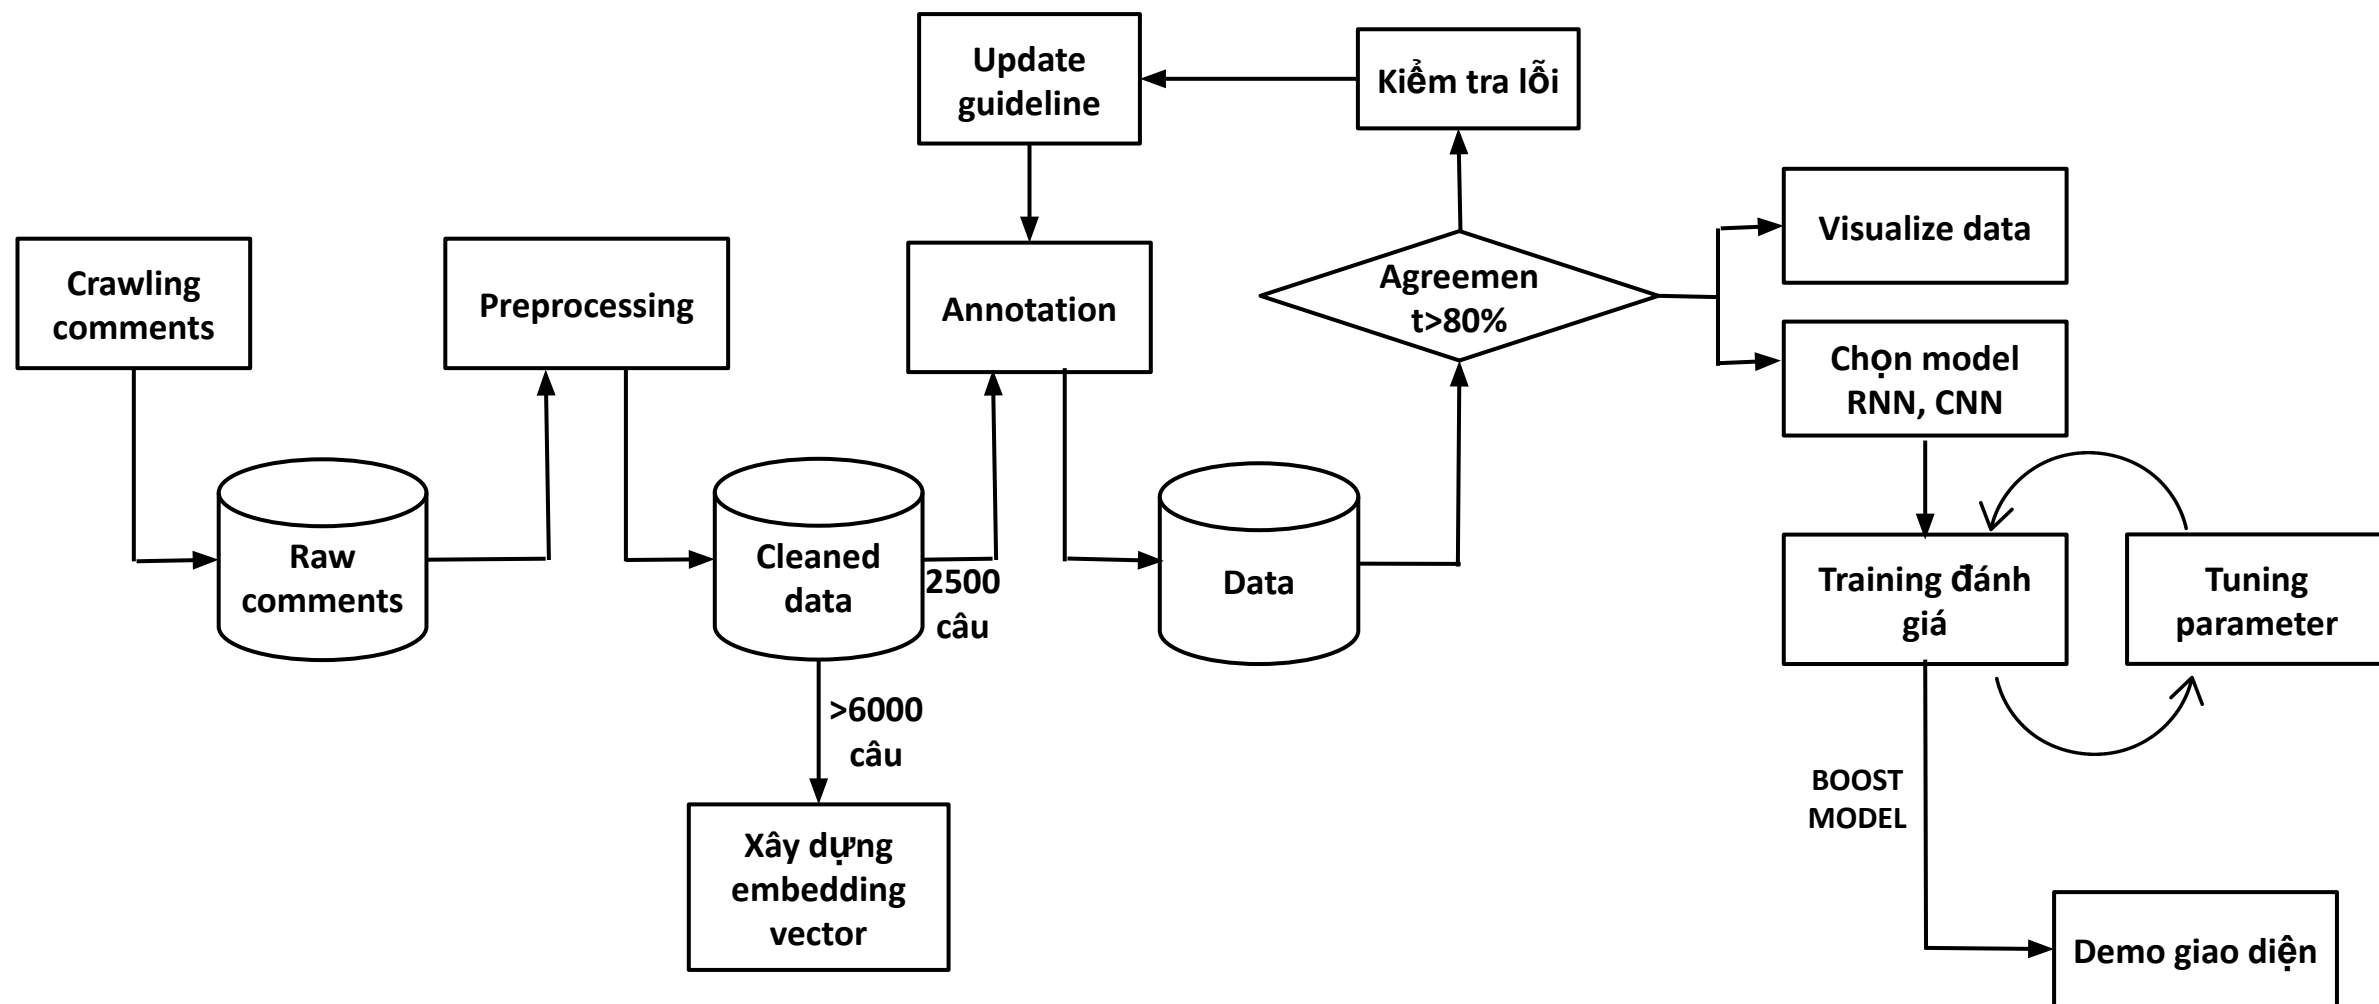 Update
guideline
Kiểm tra lỗi
Crawling
comments
Preprocessing
Annotation
Agreemen
t>80%
Visualize data
Chọn model
RNN, CNN
Raw
comments
Cleaned
data
2500
câu
Data
Training đánh
giá
Tuning
parameter
>6000
câu
BOOST
MODEL
Xây dựng
embedding
vector
Demo giao diện